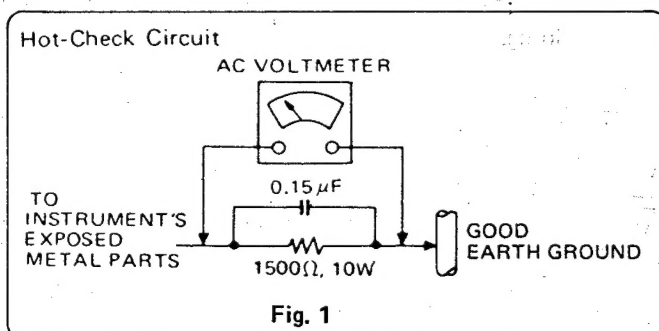 Hot-Check Circuit
AC VOLTMETER
0.15 µF
TO
INSTRUMENT'S
EXPOSED
METAL PARTS
GOOD
EARTH GROUND
1500Ω, 10W
Fig. 1